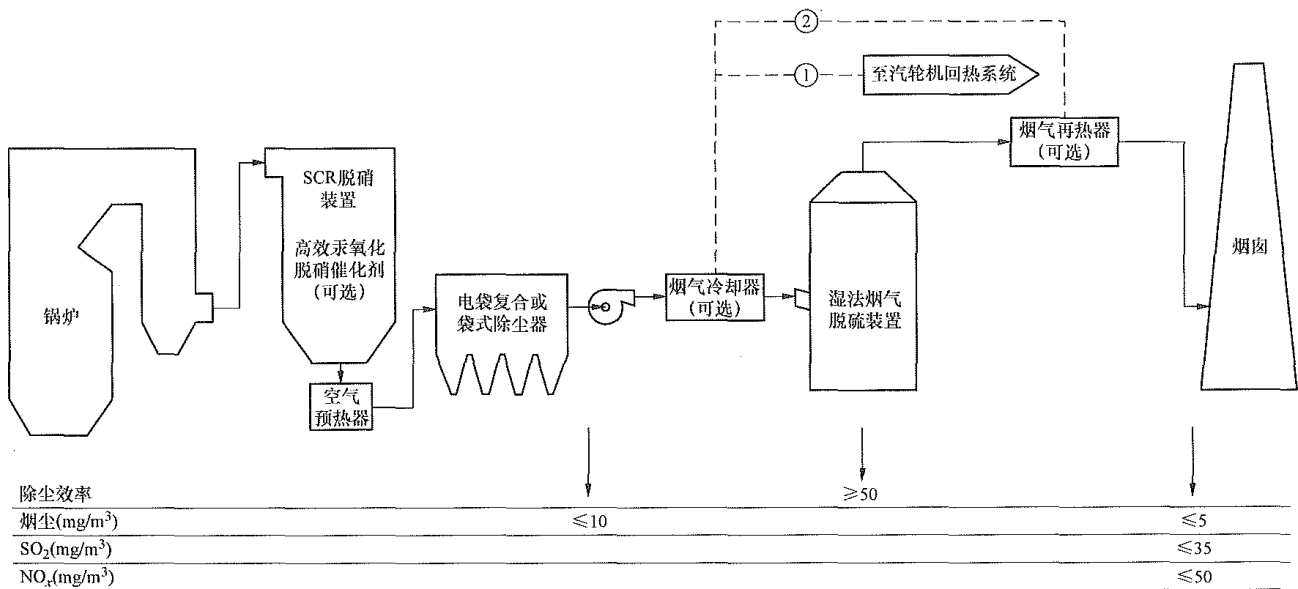 ②
①
至汽轮机回热系统
烟气再热器
(可选)
SCR脱硝
装置
高效汞氧化
脱硝催化剂
(可选)
锅炉
空气
预热器
电袋复合或
袋式除尘器
烟气冷却器
(可选)
湿法烟气
脱硫装置
烟囱
除尘效率 ≥50
烟尘(mg/m³) ≤10 ≤5
SO₂(mg/m³) ≤35
NOₓ(mg/m³) ≤50